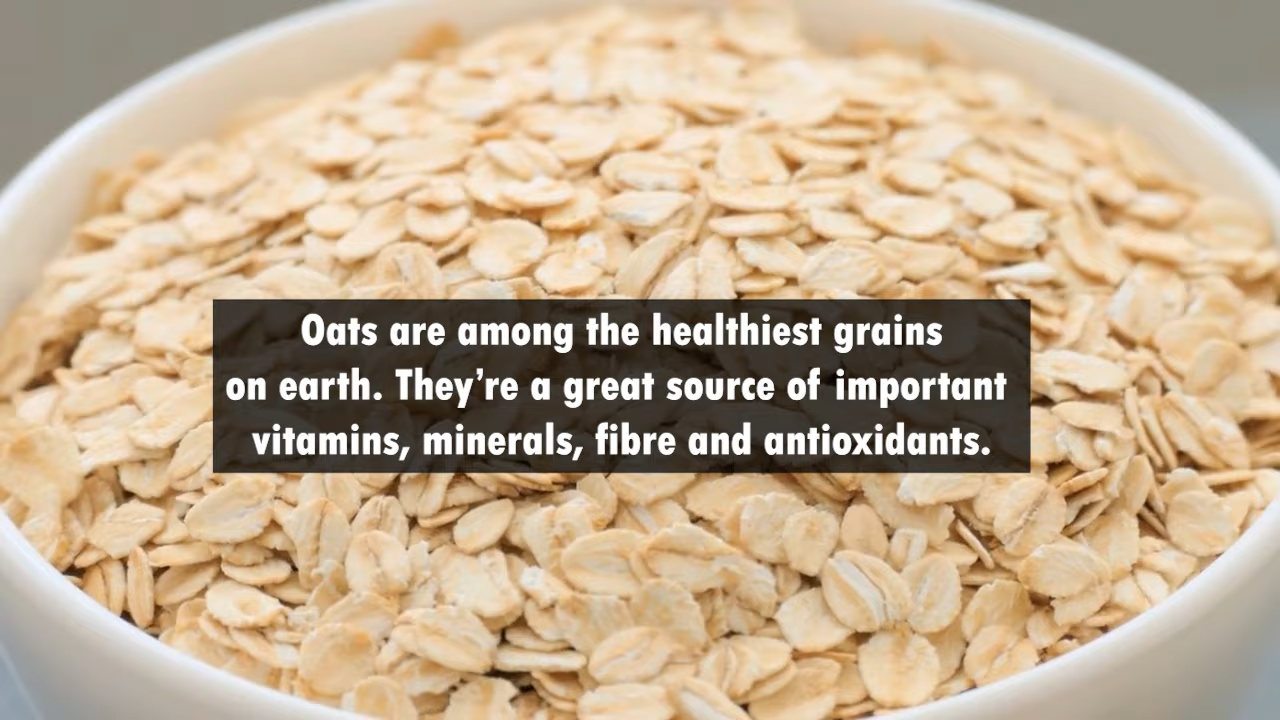 Oats are among the healthiest grains
on earth. They’re a great source of important
vitamins, minerals, fibre and antioxidants.